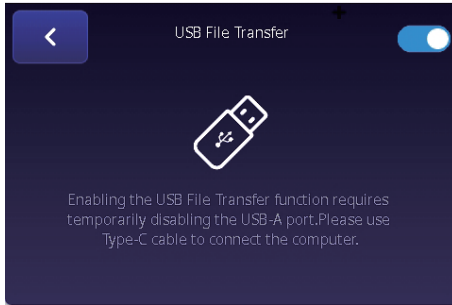 USB File Transfer
Enabling the USB File Transfer function requires
temporarily disabling the USB-A port.Please use
Type-C cable to connect the computer.